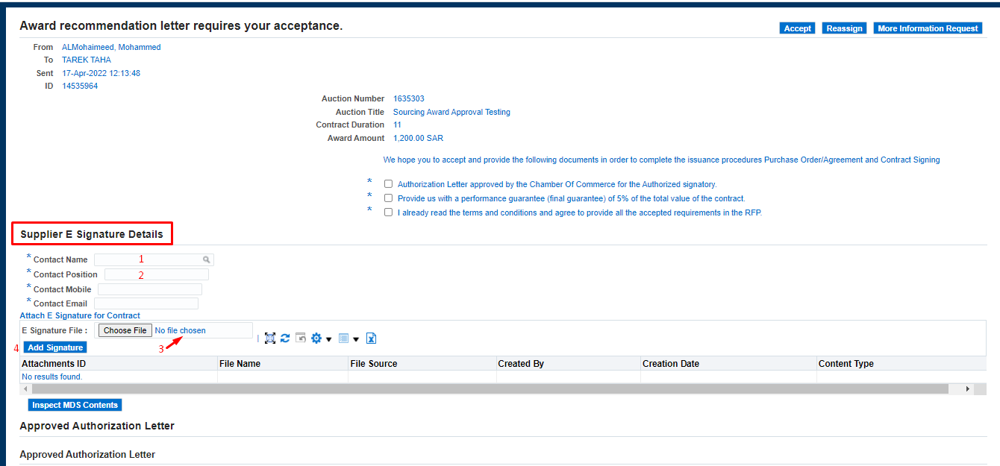 Award recommendation letter requires your acceptance.
Accept Reassign More Information Request
From ALMohaimeed, Mohammed
To TAREK TAHA
Sent 17-Apr-2022 12:13:48
ID 14535964
Auction Number 1635303
Auction Title Sourcing Award Approval Testing
Contract Duration 11
Award Amount 1,200.00 SAR
We hope you to accept and provide the following documents in order to complete the issuance procedures Purchase Order/Agreement and Contract Signing
* Authorization Letter approved by the Chamber Of Commerce for the Authorized signatory.
* Provide us with a performance guarantee (final guarantee) of 5% of the total value of the contract.
* I already read the terms and conditions and agree to provide all the accepted requirements in the RFP.
Supplier E Signature Details
* Contact Name 1
* Contact Position 2
* Contact Mobile
* Contact Email
Attach E Signature for Contract
E Signature File : Choose File No file chosen
4 Add Signature 3
Attachments ID File Name File Source Created By Creation Date Content Type
No results found.
Inspect MDS Contents
Approved Authorization Letter
Approved Authorization Letter